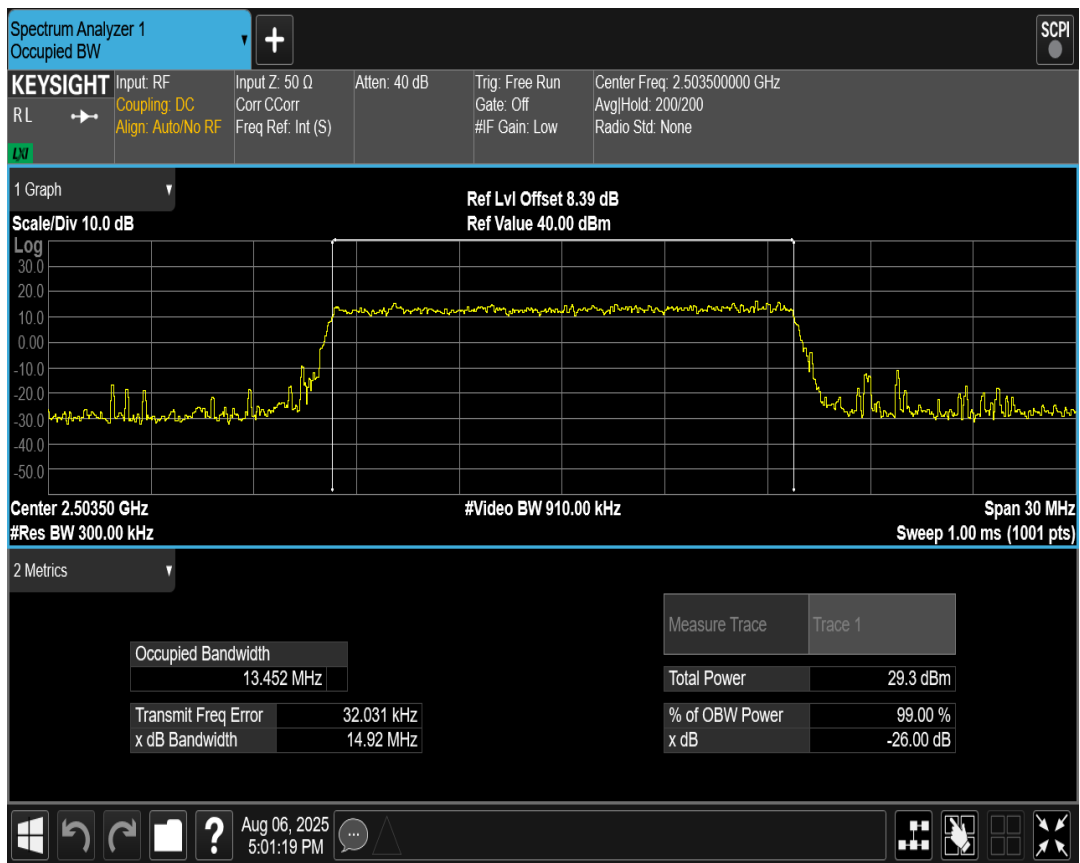 Spectrum Analyzer 1
Occupied BW
+
SCPI
KEYSIGHT
RL
LXI
Input: RF
Coupling: DC
Align: Auto/No RF
Input Z: 50 Ω
Corr CCorr
Freq Ref: Int (S)
Atten: 40 dB
Trig: Free Run
Gate: Off
#IF Gain: Low
Center Freq: 2.503500000 GHz
Avg|Hold: 200/200
Radio Std: None
1 Graph
Scale/Div 10.0 dB
Ref Lvl Offset 8.39 dB
Ref Value 40.00 dBm
Log
30.0
20.0
10.0
0.00
-10.0
-20.0
-30.0
-40.0
-50.0
Center 2.50350 GHz
#Video BW 910.00 kHz
Span 30 MHz
#Res BW 300.00 kHz
Sweep 1.00 ms (1001 pts)
2 Metrics
Measure Trace Trace 1
Occupied Bandwidth
13.452 MHz
Total Power 29.3 dBm
Transmit Freq Error 32.031 kHz
% of OBW Power 99.00 %
x dB Bandwidth 14.92 MHz
x dB -26.00 dB
?
Aug 06, 2025
5:01:19 PM